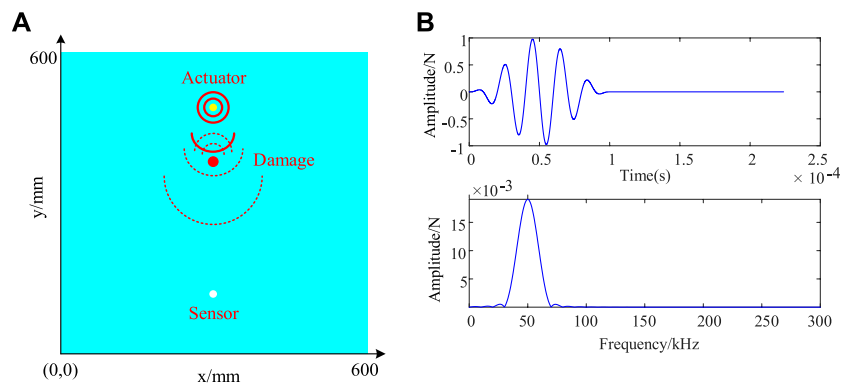 A
600
Actuator
Damage
y/mm
Sensor
(0,0)
x/mm
600
B
1
0.5
0
-0.5
-1
Amplitude/N
0 0.5 1 1.5 2 2.5
Time(s)
× 10⁻⁴
×10⁻³
15
10
5
Amplitude/N
0 50 100 150 200 250 300
Frequency/kHz